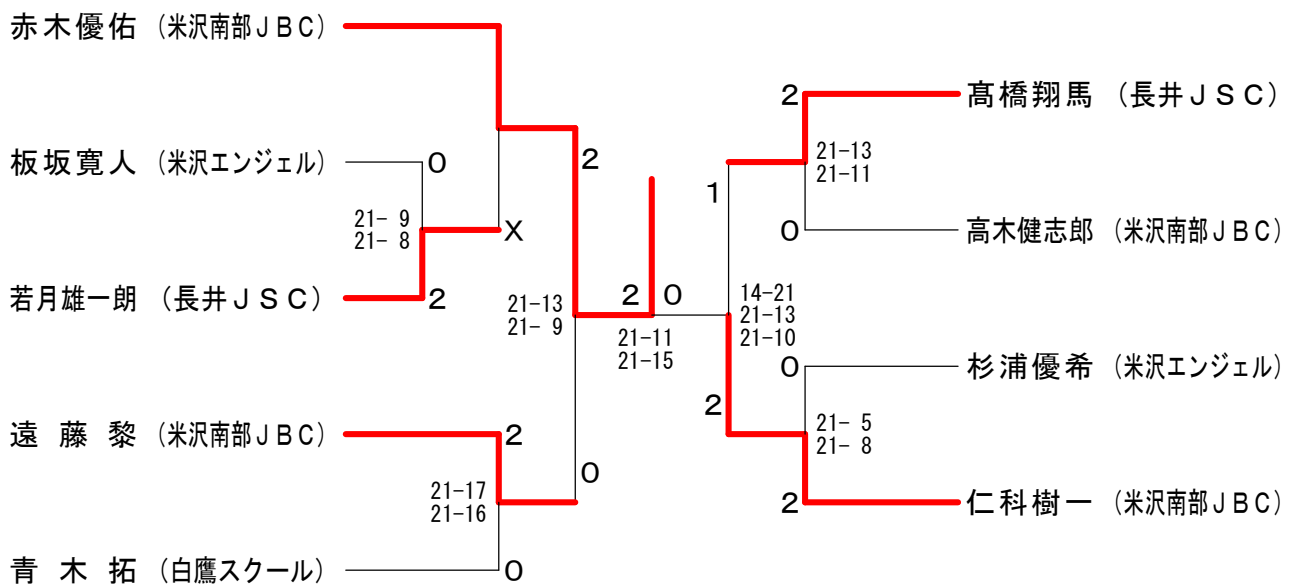 赤木優佑 (米沢南部JBC)
板坂寛人 (米沢エンジェル)
0
21- 9
21- 8
X
若月雄一朗 (長井JSC)
2
2
21-13
21- 9
遠藤黎 (米沢南部JBC)
2
21-17
21-16
0
青木拓 (白鷹スクール)
0
2
0
21-11
21-15
2
髙橋翔馬 (長井JSC)
21-13
21-11
1
0
高木健志郎 (米沢南部JBC)
14-21
21-13
21-10
0
杉浦優希 (米沢エンジェル)
2
21- 5
21- 8
2
仁科樹一 (米沢南部JBC)